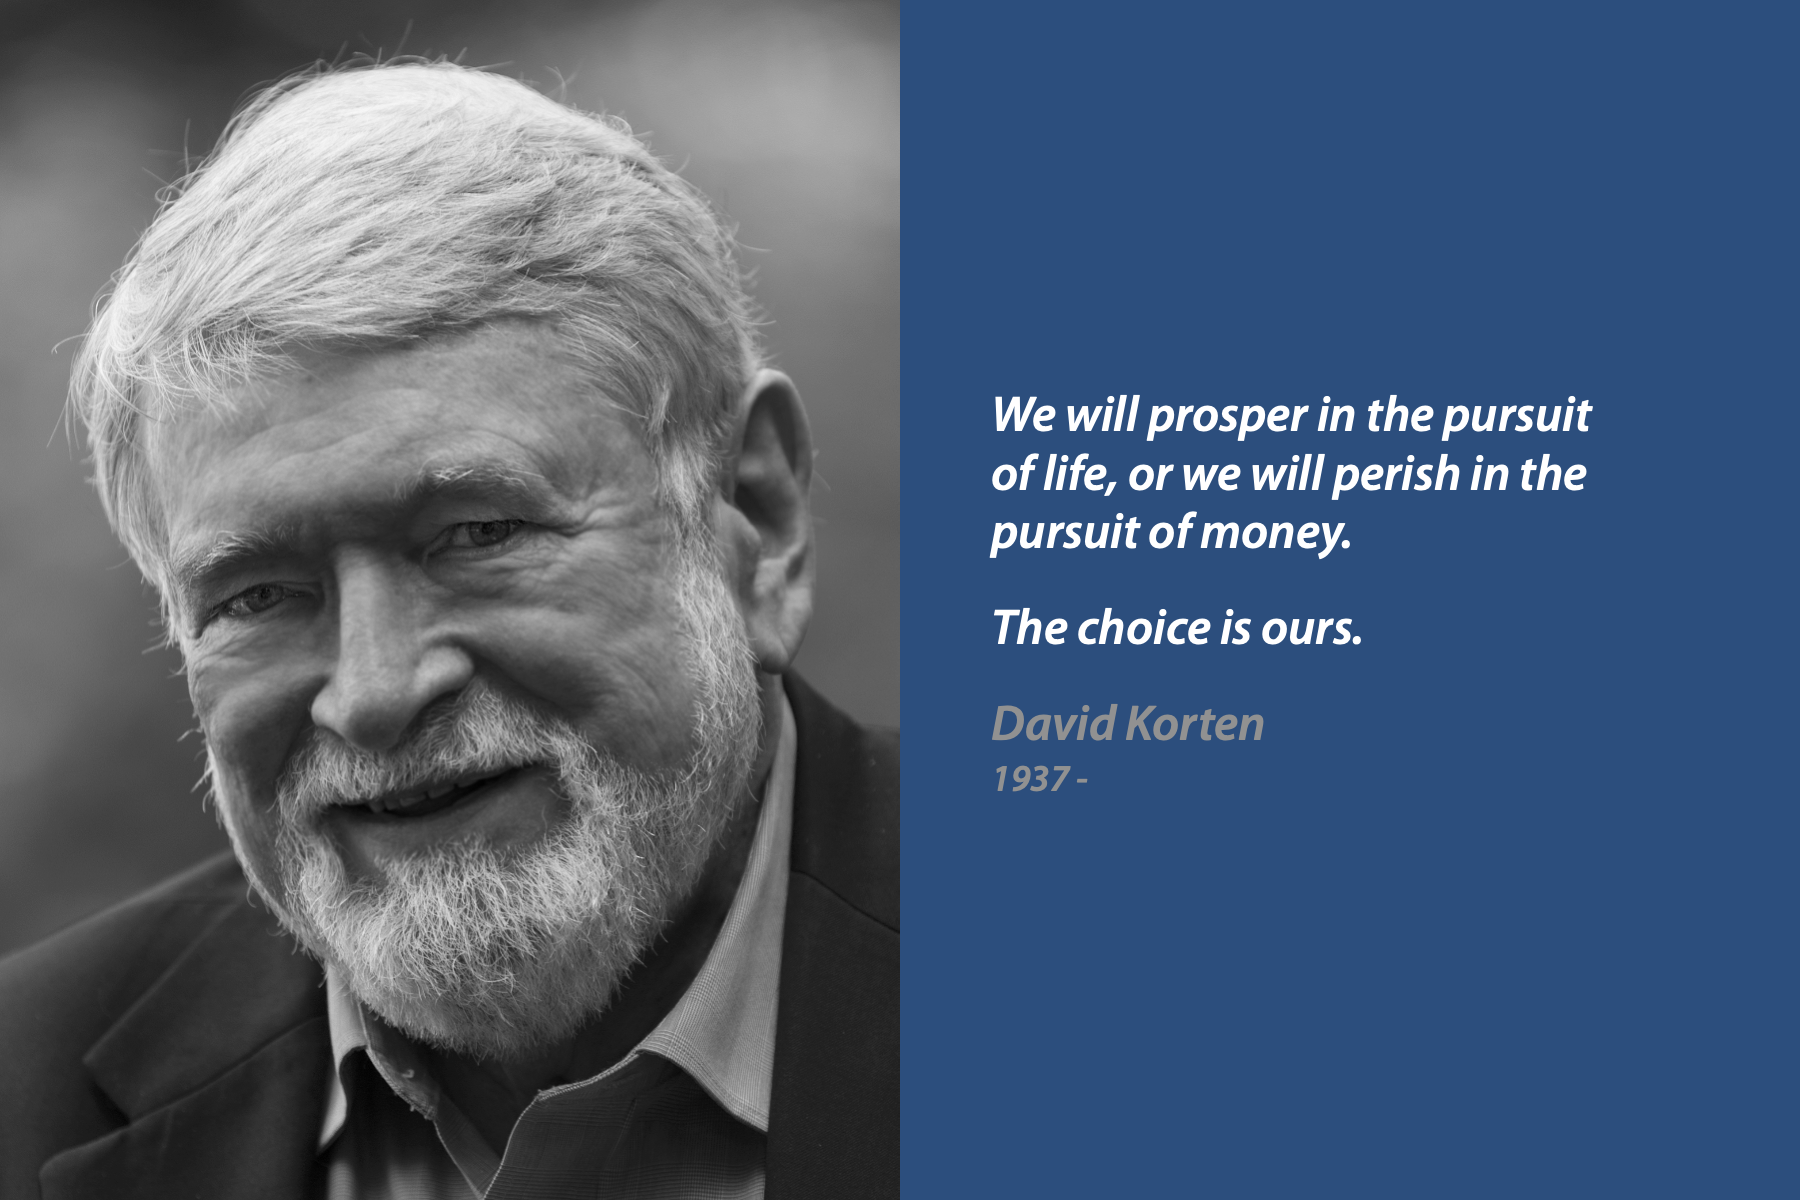 We will prosper in the pursuit
of life, or we will perish in the
pursuit of money.
The choice is ours.
David Korten
1937 -